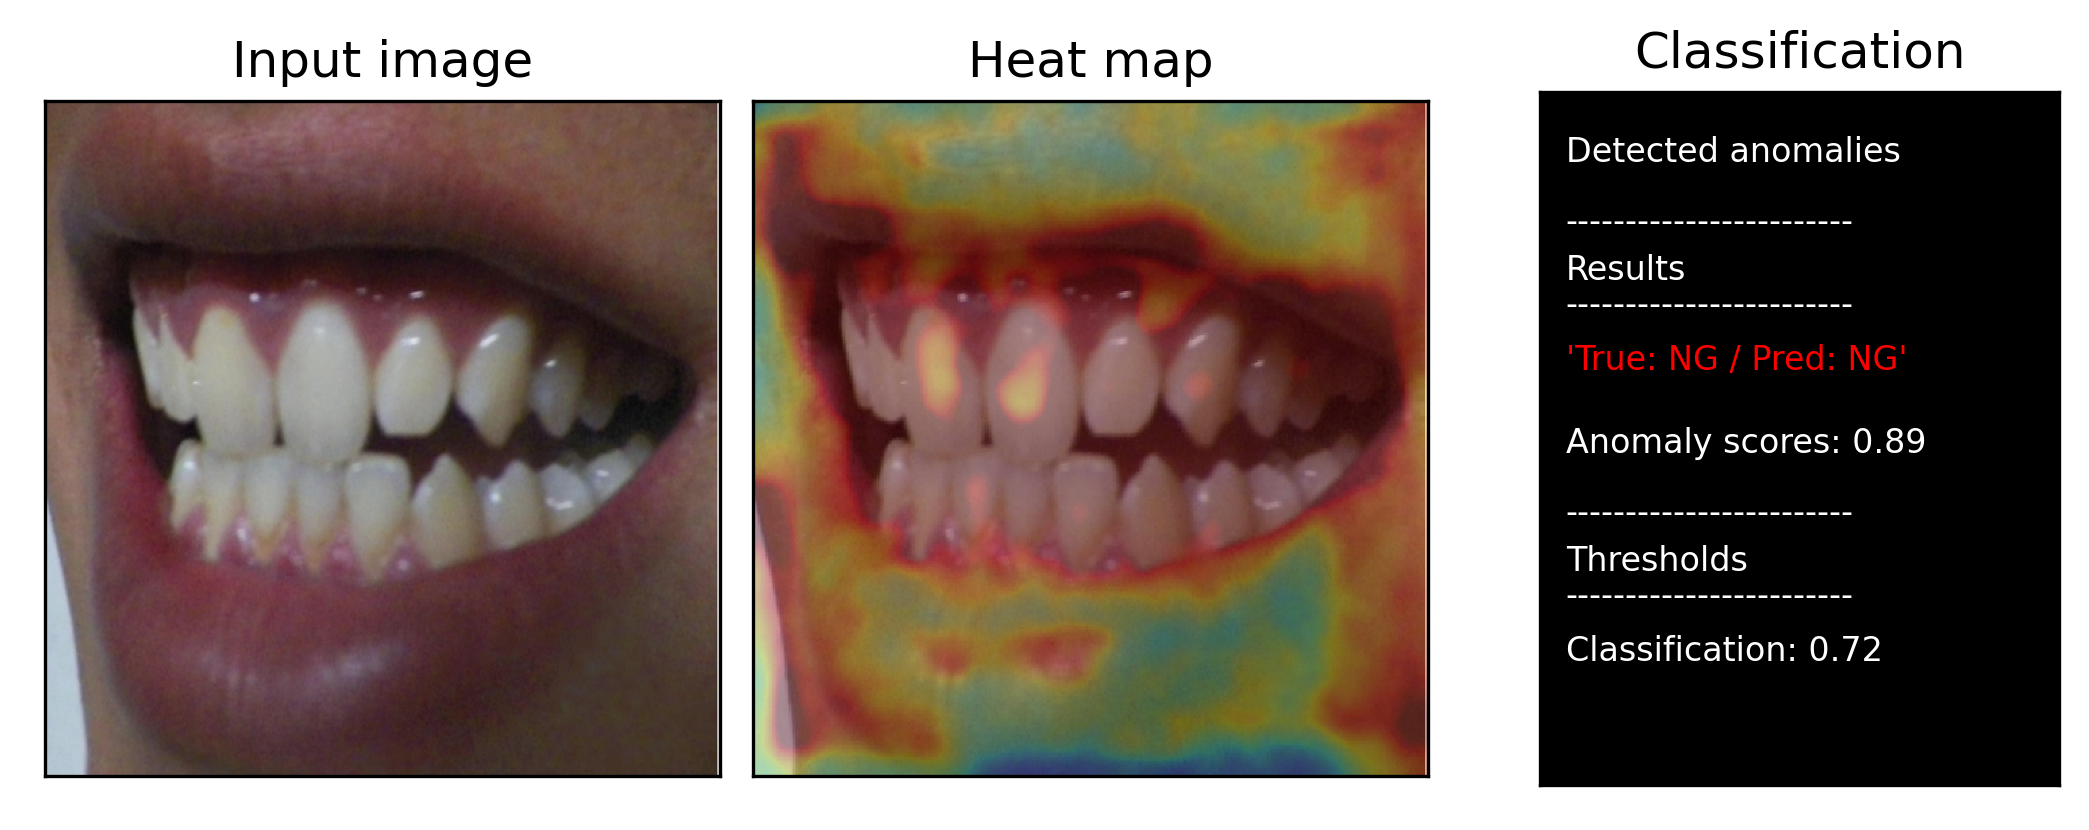 Input image
Heat map
Classification
Detected anomalies
------------------------
Results
------------------------
'True: NG / Pred: NG'
Anomaly scores: 0.89
------------------------
Thresholds
------------------------
Classification: 0.72